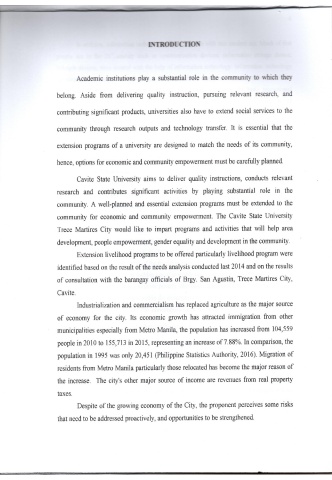 INTRODUCTION
Academic institutions play a substantial role in the community to which they
belong. Aside from delivering quality instruction, pursuing relevant research, and
contributing significant products, universities also have to extend social services to the
community through research outputs and technology transfer. It is essential that the
extension programs of a university are designed to match the needs of its community,
hence, options for economic and community empowerment must be carefully planned.
Cavite State University aims to deliver quality instructions, conducts relevant
research and contributes significant activities by playing substantial role in the
community. A well-planned and essential extension programs must be extended to the
community for economic and community empowerment. The Cavite State University
Trece Martires City would like to impart programs and activities that will help area
development, people empowerment, gender equality and development in the community.
Extension livelihood programs to be offered particularly livelihood program were
identified based on the result of the needs analysis conducted last 2014 and on the results
of consultation with the barangay officials of Brgy. San Agustin, Trece Martires City,
Cavite.
Industrialization and commercialism has replaced agriculture as the major source
of economy for the city. Its economic growth has attracted immigration from other
municipalities especially from Metro Manila, the population has increased from 104,559
people in 2010 to 155,713 in 2015, representing an increase of 7.88%. In comparison, the
population in 1995 was only 20,451 (Philippine Statistics Authority, 2016). Migration of
residents from Metro Manila particularly those relocated has become the major reason of
the increase. The city's other major source of income are revenues from real property
taxes.
Despite of the growing economy of the City, the proponent perceives some risks
that need to be addressed proactively, and opportunities to be strengthened.